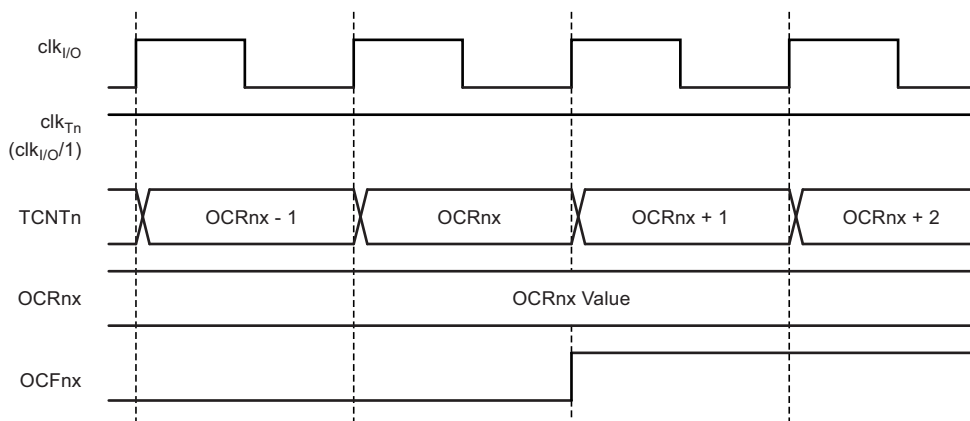 clkI/O
clkTn
(clkI/O/1)
TCNTn
OCRnx - 1
OCRnx
OCRnx + 1
OCRnx + 2
OCRnx
OCRnx Value
OCFnx